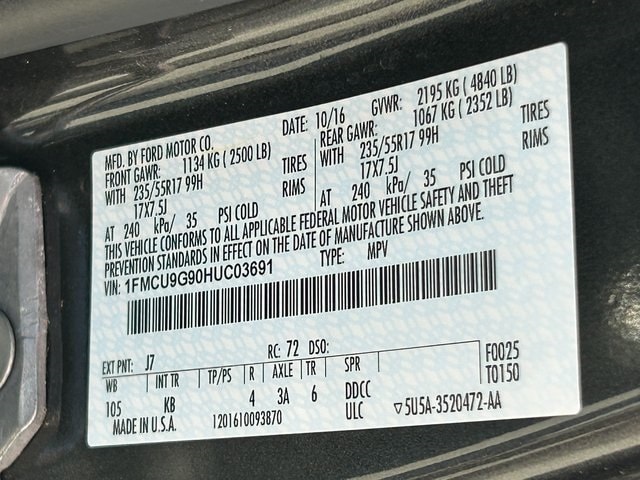 MFD. BY FORD MOTOR CO.
DATE: 10/16 GVWR: 2195 KG ( 4840 LB)
FRONT GAWR: 1134 KG ( 2500 LB)
REAR GAWR: 1067 KG ( 2352 LB)
WITH 235/55R17 99H TIRES
WITH 235/55R17 99H TIRES
17X7.5J RIMS
17X7.5J RIMS
AT 240 kPa/ 35 PSI COLD
AT 240 kPa/ 35 PSI COLD
THIS VEHICLE CONFORMS TO ALL APPLICABLE FEDERAL MOTOR VEHICLE SAFETY AND THEFT
PREVENTION STANDARDS IN EFFECT ON THE DATE OF MANUFACTURE SHOWN ABOVE.
VIN: 1FMCU9G90HUC03691 TYPE: MPV
EXT PNT: J7 RC: 72 DSO: F0025
WB INT TR TP/PS R AXLE TR SPR T0150
105 KB 4 3A 6 DDCC
MADE IN U.S.A. 1201610093870 ULC ▽5U5A-3520472-AA